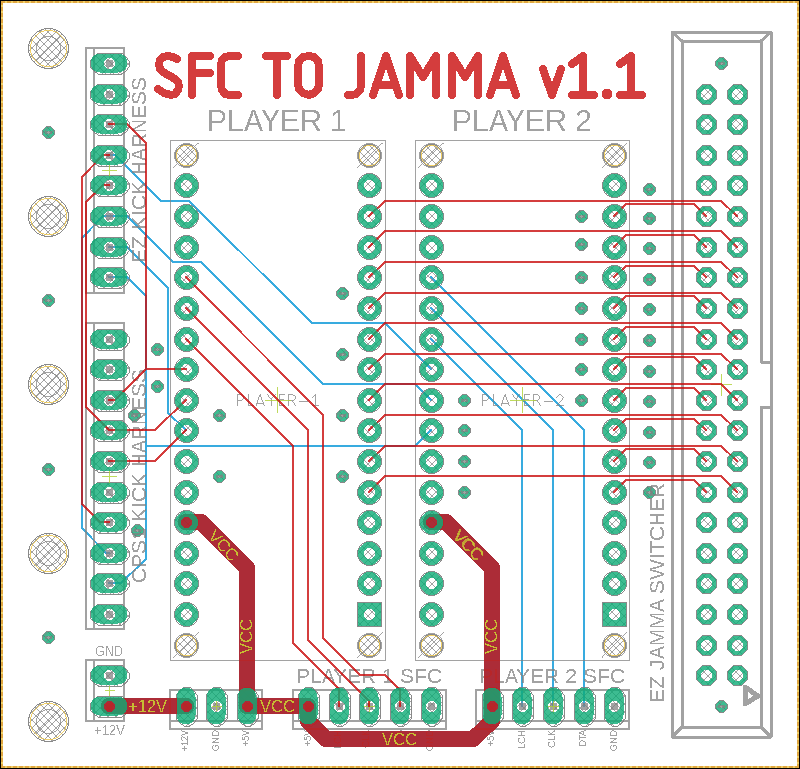 SFC TO JAMMA v1.1
PLAYER 1
PLAYER 2
EZ KICK HARNESS
PLAYER-1
PLAYER-2
KICK HARNESS
EZ JAMMA SWITCHER
VCC
VCC
VCC
VCC
GND
PLAYER 1 SFC
PLAYER 2 SFC
+12V
VCC
VCC
+12V
+12V
GND
+5V
+5V
LCH
CLK
DTA
GND